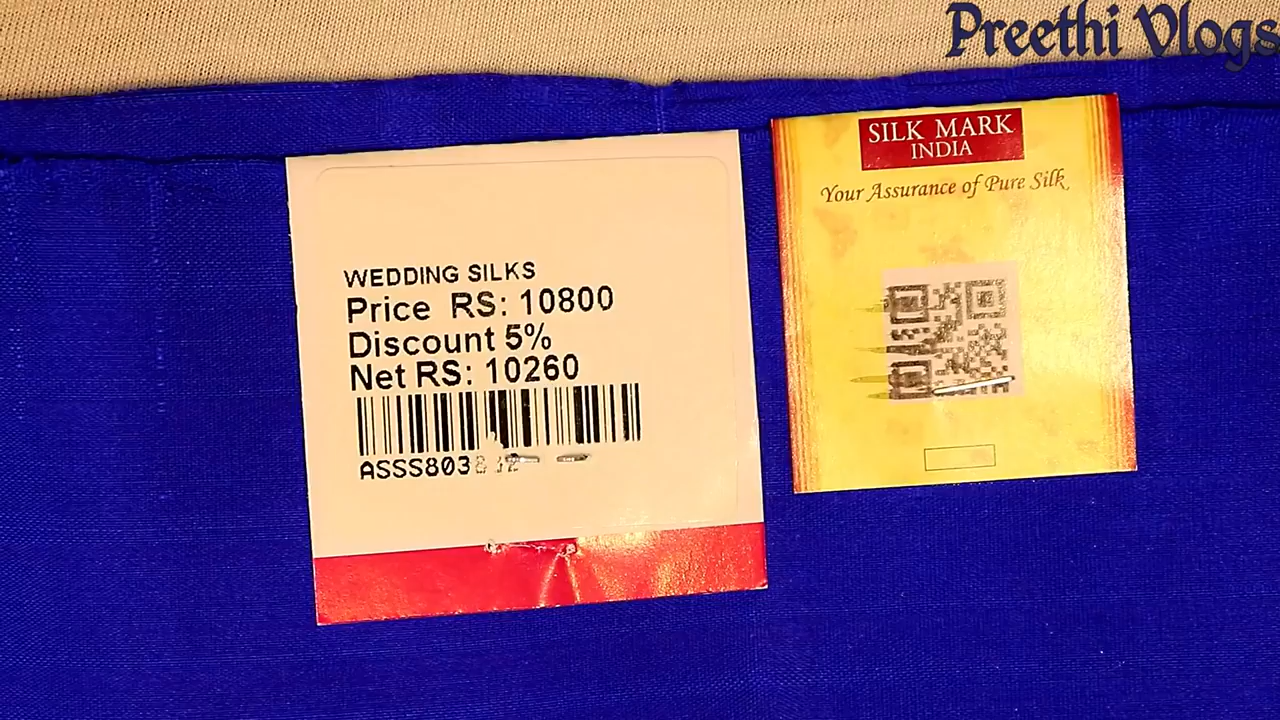 Preethi Vlogs
SILK MARK
INDIA
Your Assurance of Pure Silk
WEDDING SILKS
Price RS: 10800
Discount 5%
Net RS: 10260